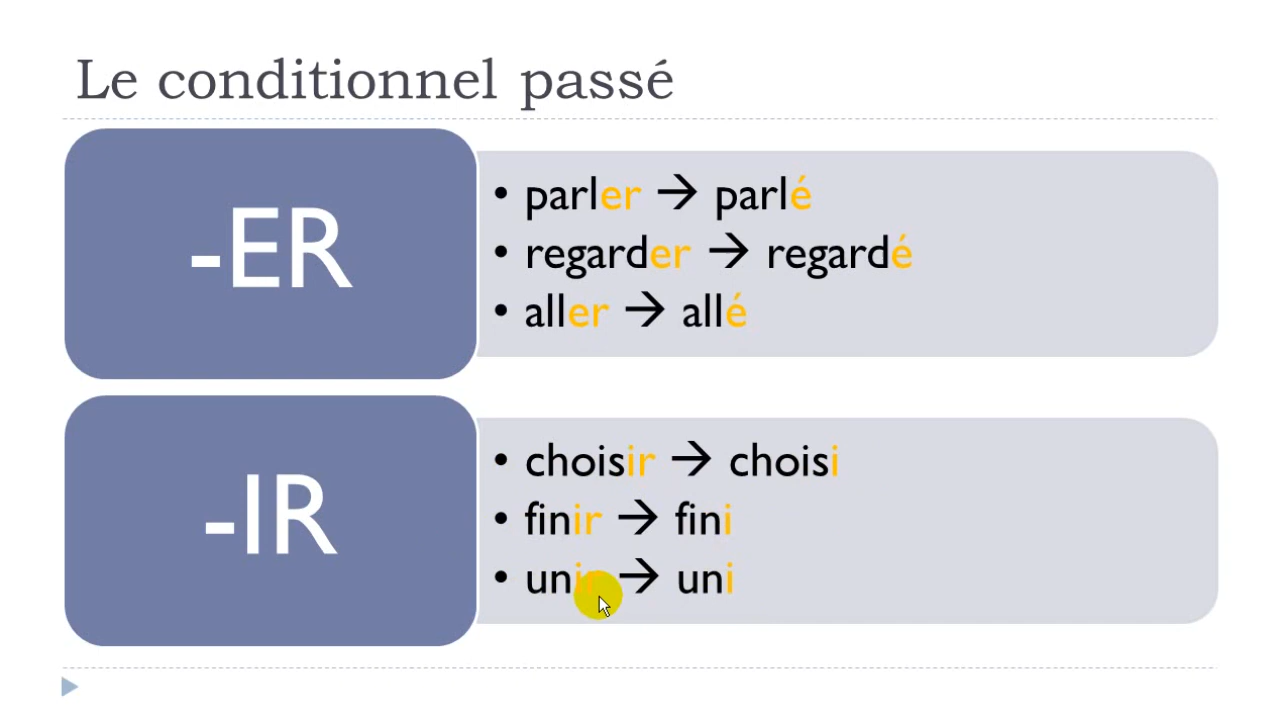 Le conditionnel passé
-ER
• parler → parlé
• regarder → regardé
• aller → allé
-IR
• choisir → choisi
• finir → fini
• unir → uni